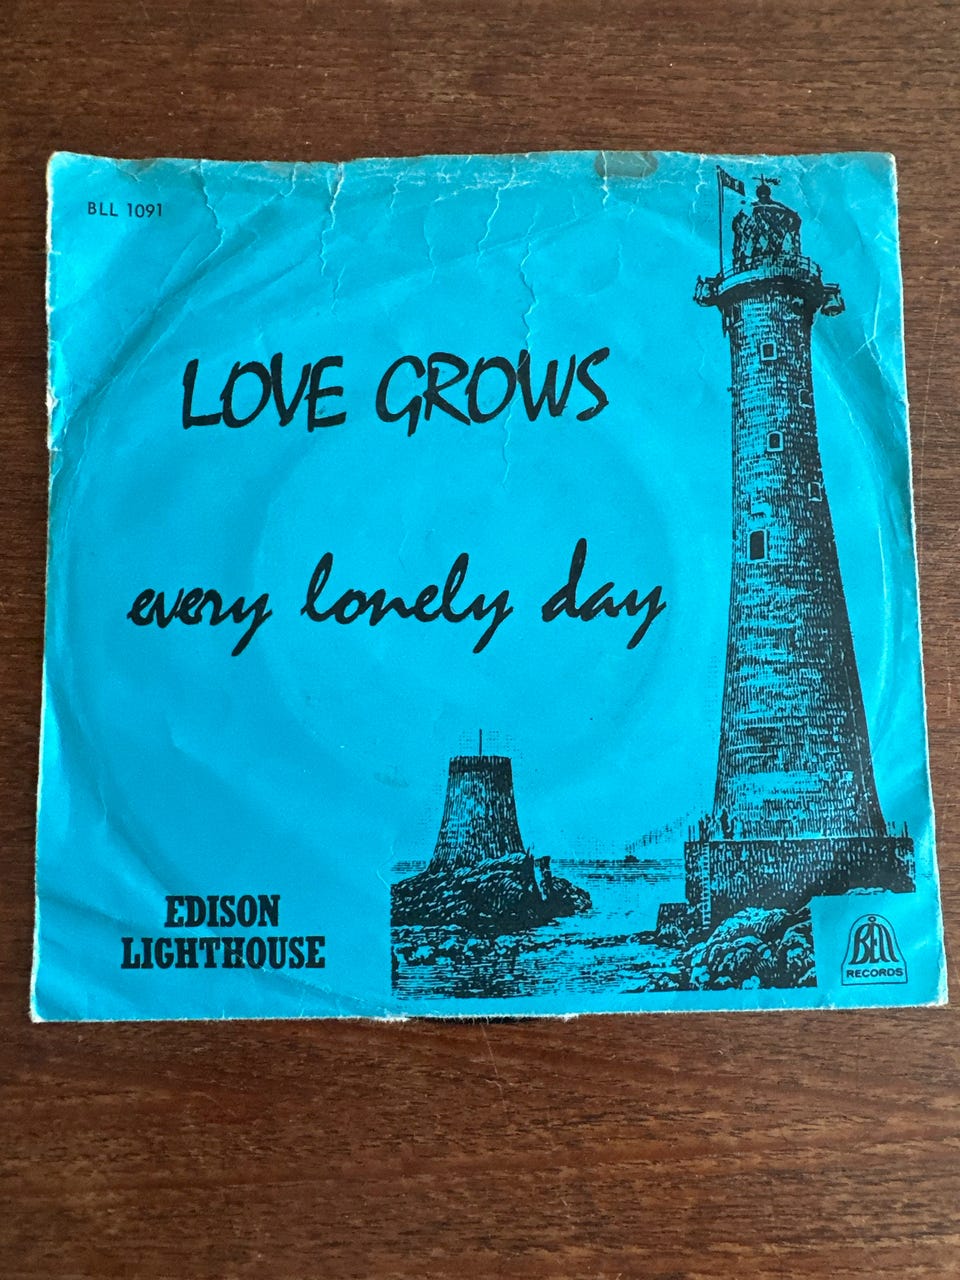 BLL 1091
LOVE GROWS
every lonely day
EDISON
LIGHTHOUSE
BELL
RECORDS